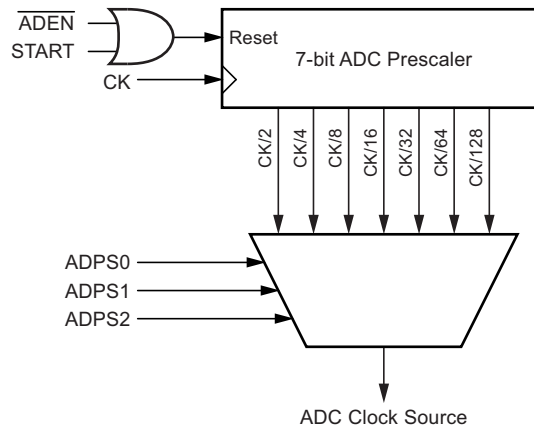 ADEN
START
Reset
7-bit ADC Prescaler
CK
CK/2
CK/4
CK/8
CK/16
CK/32
CK/64
CK/128
ADPS0
ADPS1
ADPS2
ADC Clock Source